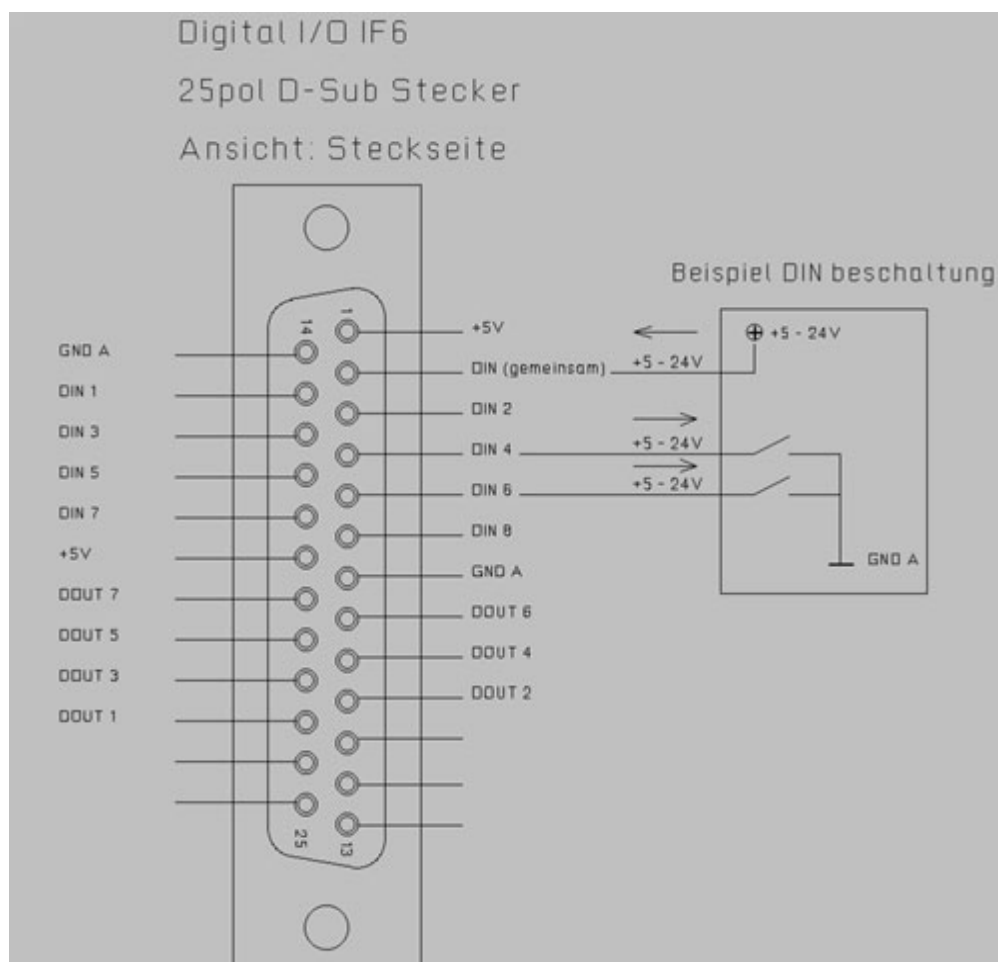 Digital I/O IF6
25pol D-Sub Stecker
Ansicht: Steckseite
Beispiel DIN beschaltung
14
1
GND A
DIN 1
DIN 3
DIN 5
DIN 7
+5V
DOUT 7
DOUT 5
DOUT 3
DOUT 1
25
13
+5V
DIN (gemeinsam)
DIN 2
DIN 4
DIN 6
DIN 8
GND A
DOUT 6
DOUT 4
DOUT 2
+5 - 24V
+5 - 24V
+5 - 24V
+5 - 24V
GND A